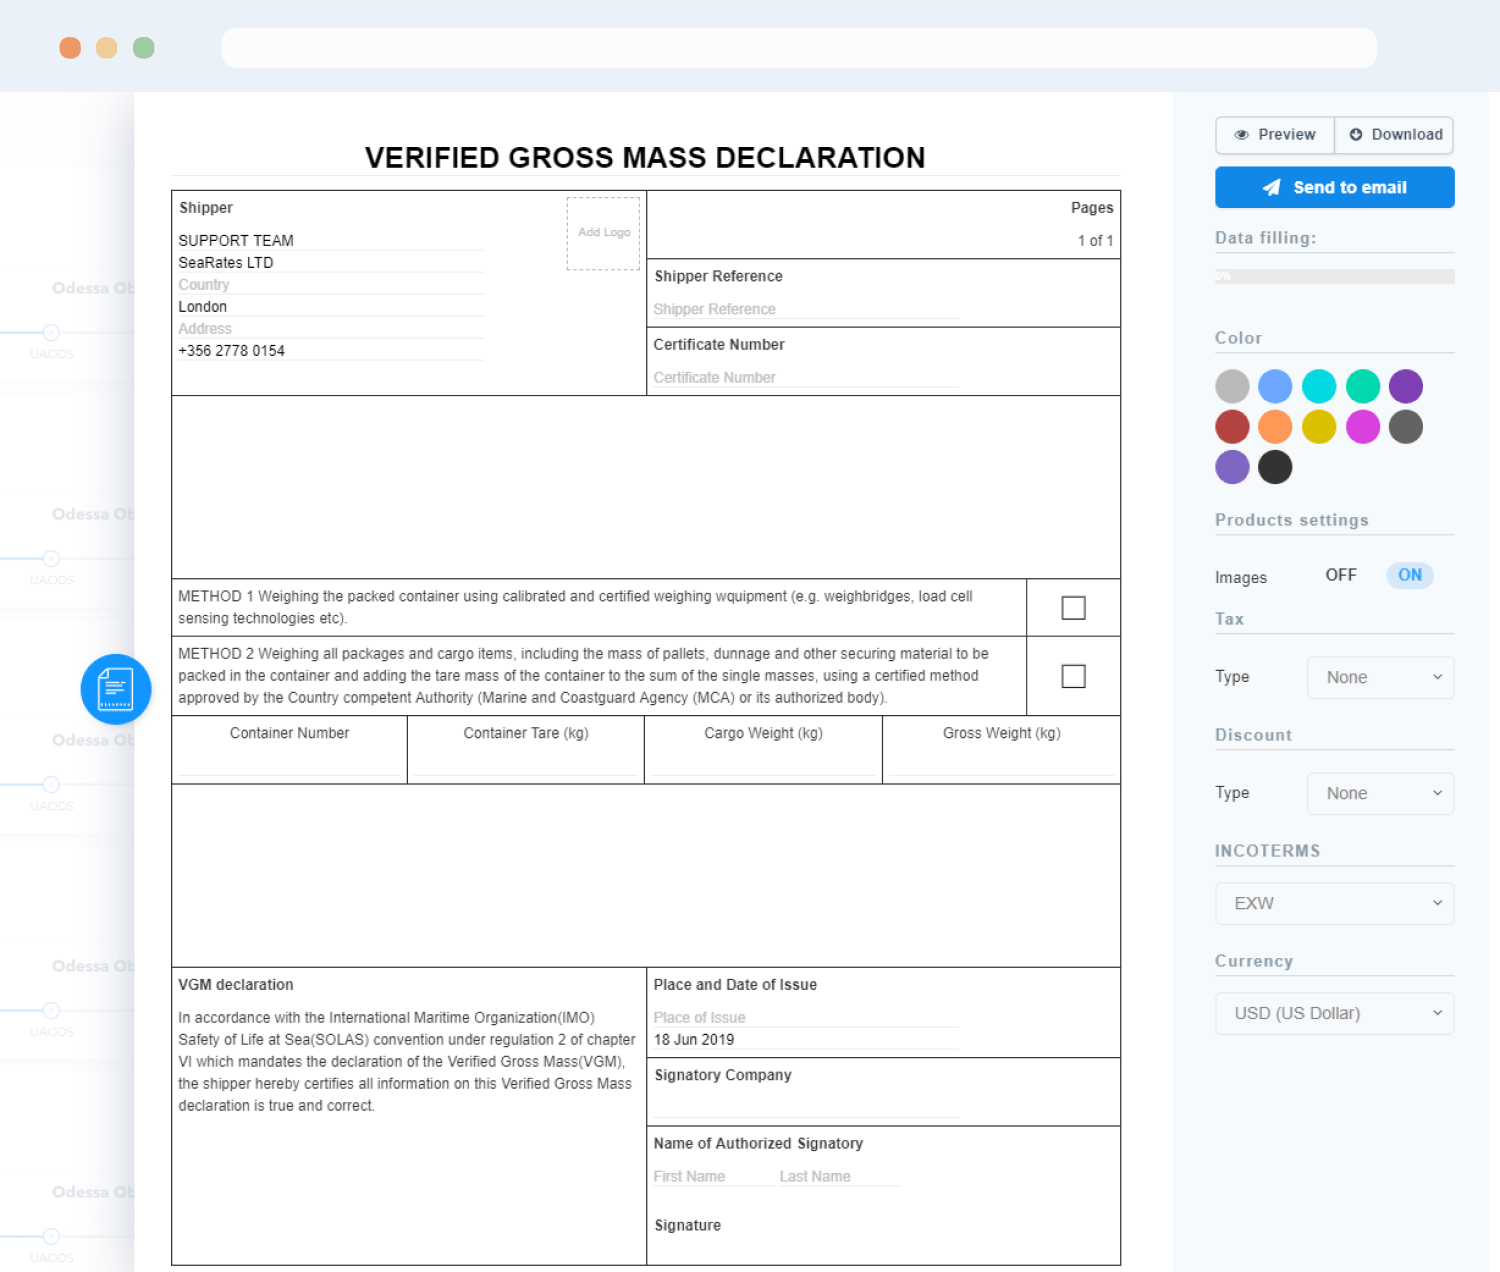 VERIFIED GROSS MASS DECLARATION
Shipper
Add Logo
SUPPORT TEAM
SeaRates LTD
Country
London
Address
+356 2778 0154
Pages
1 of 1
Shipper Reference
Shipper Reference
Certificate Number
Certificate Number
METHOD 1 Weighing the packed container using calibrated and certified weighing wquipment (e.g. weighbridges, load cell
sensing technologies etc).
METHOD 2 Weighing all packages and cargo items, including the mass of pallets, dunnage and other securing material to be
packed in the container and adding the tare mass of the container to the sum of the single masses, using a certified method
approved by the Country competent Authority (Marine and Coastguard Agency (MCA) or its authorized body).
Container Number
Container Tare (kg)
Cargo Weight (kg)
Gross Weight (kg)
VGM declaration
In accordance with the International Maritime Organization(IMO)
Safety of Life at Sea(SOLAS) convention under regulation 2 of chapter
VI which mandates the declaration of the Verified Gross Mass(VGM),
the shipper hereby certifies all information on this Verified Gross Mass
declaration is true and correct.
Place and Date of Issue
Place of Issue
18 Jun 2019
Signatory Company
Name of Authorized Signatory
First Name Last Name
Signature
Preview
Download
Send to email
Data filling:
Color
Products settings
Images OFF ON
Tax
Type None
Discount
Type None
INCOTERMS
EXW
Currency
USD (US Dollar)
Odessa Ob
UAODS
Odessa Ob
UAODS
Odessa Ob
UAODS
Odessa Ob
UAODS
Odessa Ob
UAODS